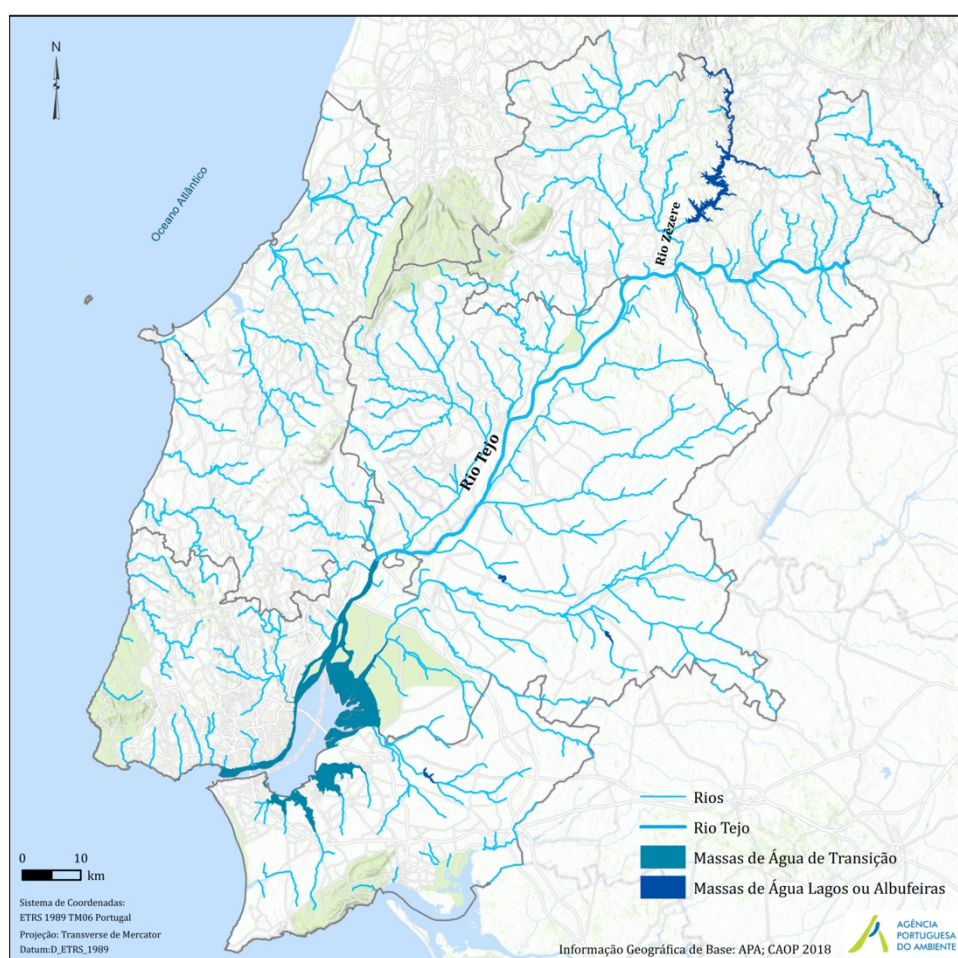 N
Oceano Atlântico
Rio Zêzere
Rio Tejo
Rios
Rio Tejo
Massas de Água de Transição
Massas de Água Lagos ou Albufeiras
0 10
km
Sistema de Coordenadas:
ETRS 1989 TM06 Portugal
Projeção: Transverse de Mercator
Datum:D_ETRS_1989
Informação Geográfica de Base: APA; CAOP 2018
AGÊNCIA
PORTUGUESA
DO AMBIENTE